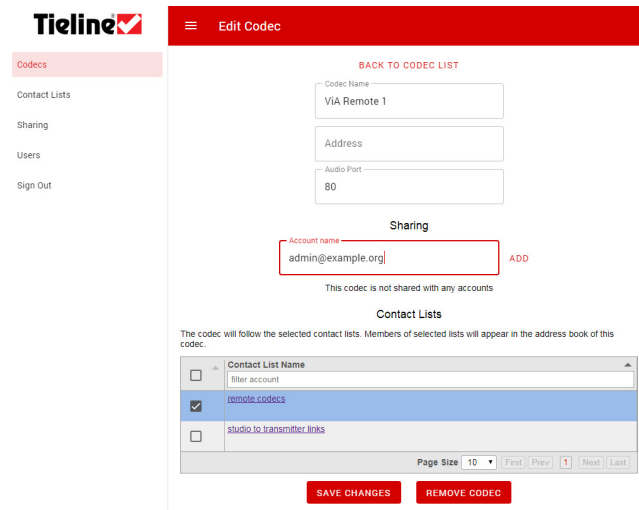 Tieline
Edit Codec
Codecs
Contact Lists
Sharing
Users
Sign Out
BACK TO CODEC LIST
Codec Name
ViA Remote 1
Address
Audio Port
80
Sharing
Account name
admin@example.org
ADD
This codec is not shared with any accounts
Contact Lists
The codec will follow the selected contact lists. Members of selected lists will appear in the address book of this
codec.
Contact List Name
filter account
remote codecs
studio to transmitter links
Page Size 10 First Prev 1 Next Last
SAVE CHANGES REMOVE CODEC